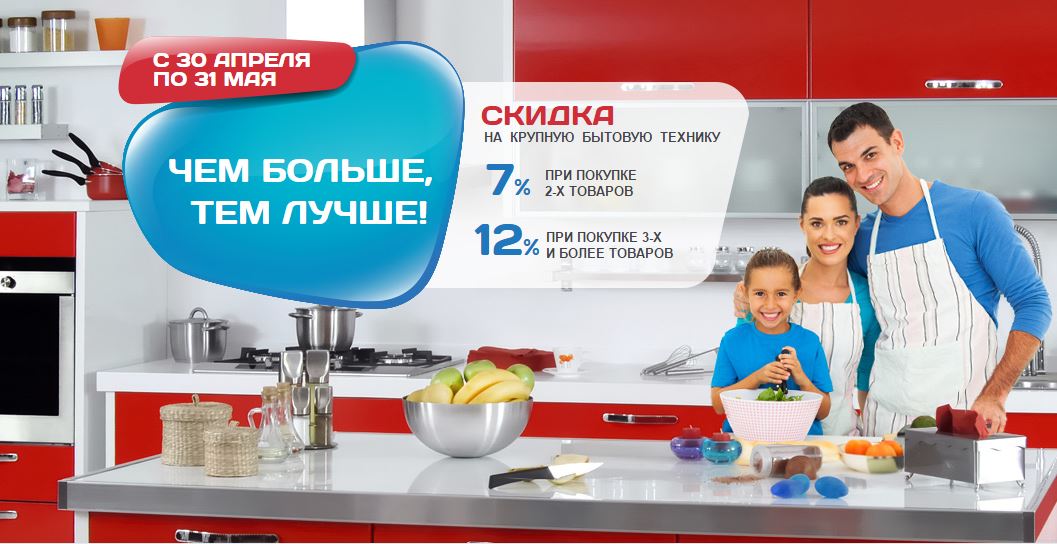 С 30 АПРЕЛЯ
ПО 31 МАЯ
ЧЕМ БОЛЬШЕ,
ТЕМ ЛУЧШЕ!
СКИДКА
НА КРУПНУЮ БЫТОВУЮ ТЕХНИКУ
7% ПРИ ПОКУПКЕ
2-Х ТОВАРОВ
12% ПРИ ПОКУПКЕ 3-Х
И БОЛЕЕ ТОВАРОВ